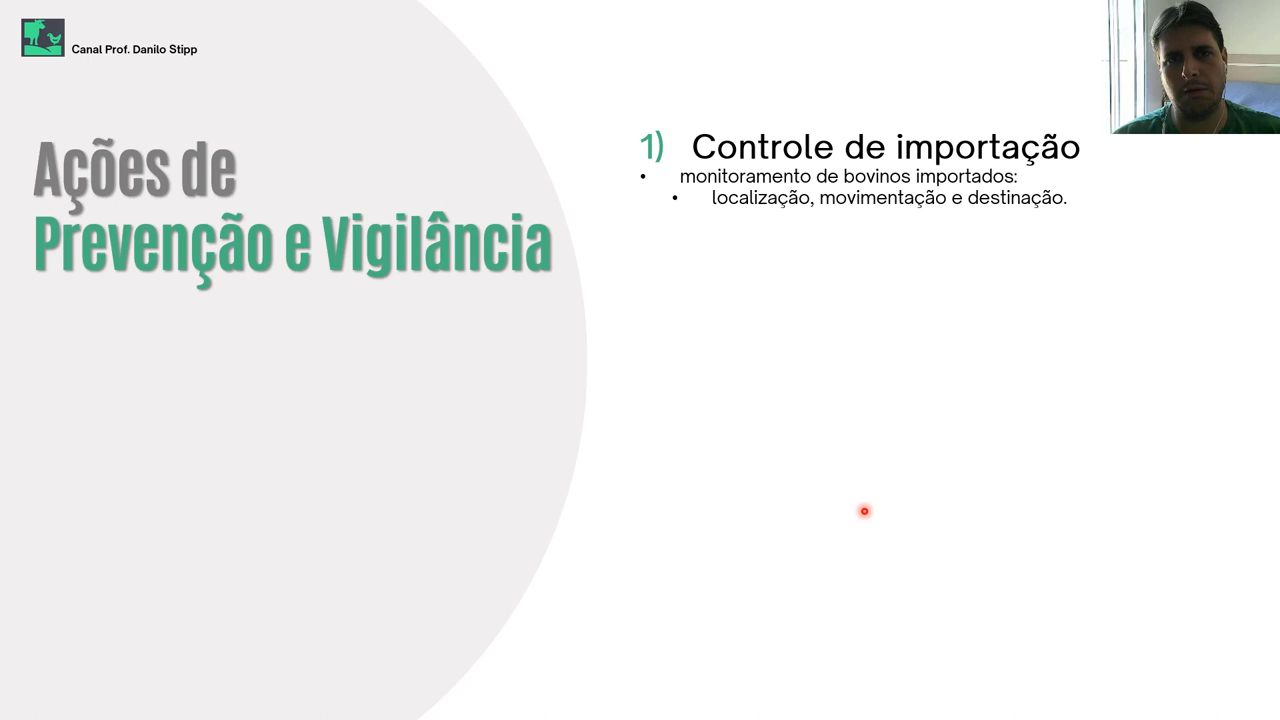 Canal Prof. Danilo Stipp
Ações de
Prevenção e Vigilância
1) Controle de importação
• monitoramento de bovinos importados:
• localização, movimentação e destinação.